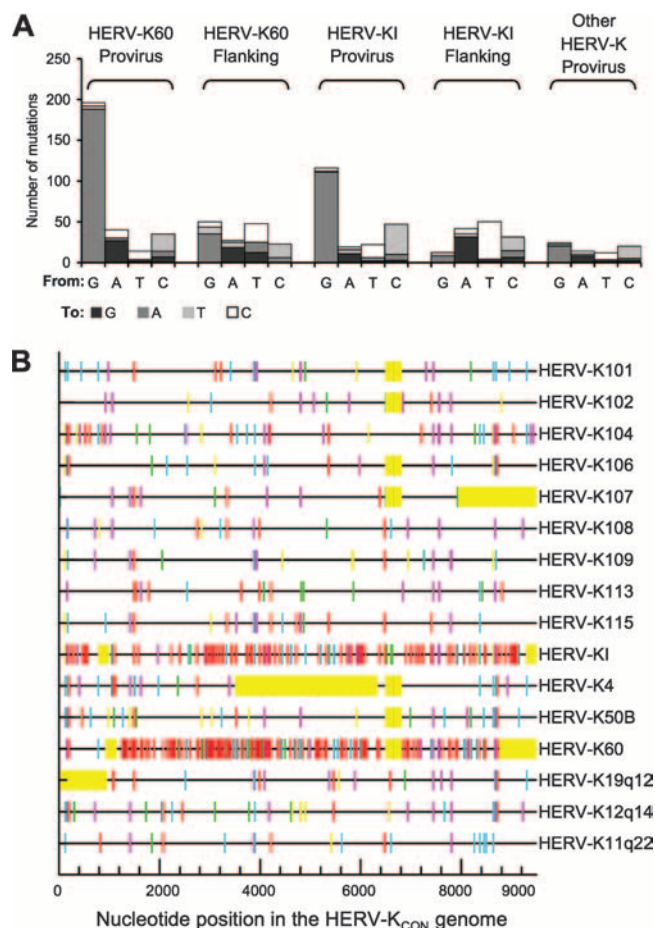 A
HERV-K60 Provirus
HERV-K60 Flanking
HERV-KI Provirus
HERV-KI Flanking
Other HERV-K Provirus
Number of mutations
250
200
150
100
50
0
From: G A T C G A T C G A T C G A T C G A T C
To: G A T C
B
HERV-K101
HERV-K102
HERV-K104
HERV-K106
HERV-K107
HERV-K108
HERV-K109
HERV-K113
HERV-K115
HERV-KI
HERV-K4
HERV-K50B
HERV-K60
HERV-K19q12
HERV-K12q14
HERV-K11q22
0 2000 4000 6000 8000 9000
Nucleotide position in the HERV-KCON genome